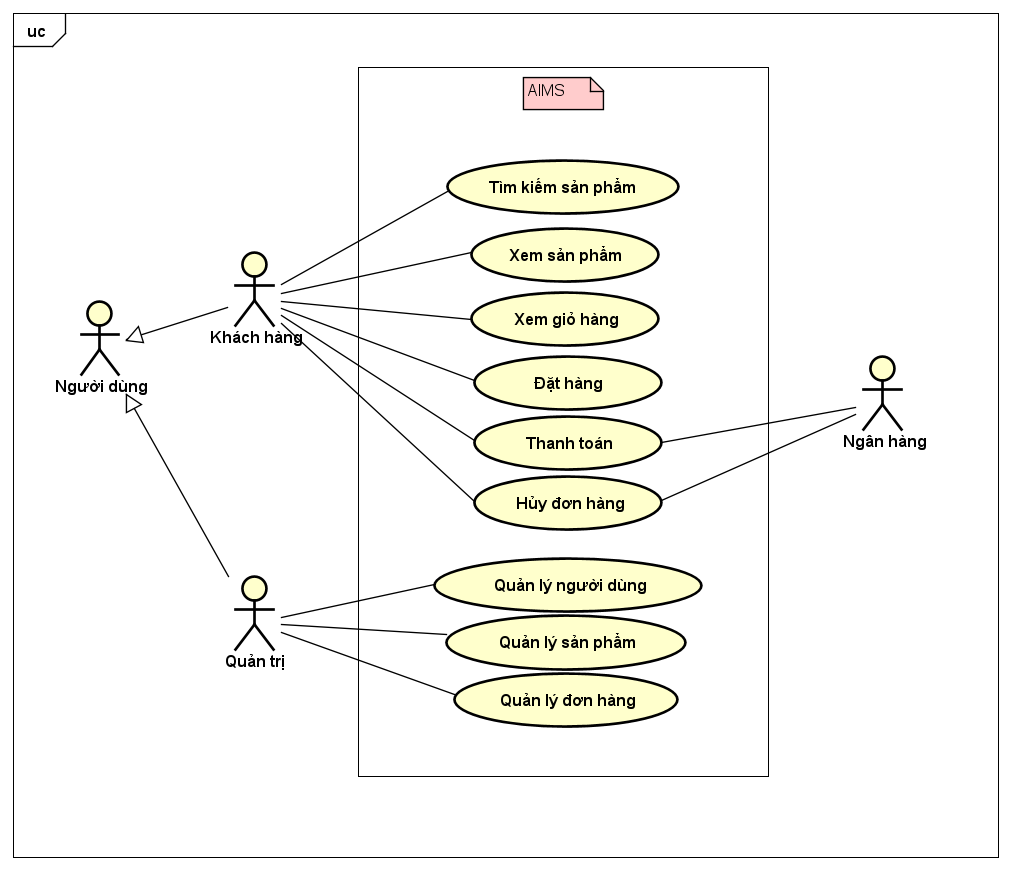 uc
AIMS
Tìm kiếm sản phẩm
Xem sản phẩm
Khách hàng
Xem giỏ hàng
Người dùng
Đặt hàng
Thanh toán
Ngân hàng
Hủy đơn hàng
Quản lý người dùng
Quản lý sản phẩm
Quản trị
Quản lý đơn hàng